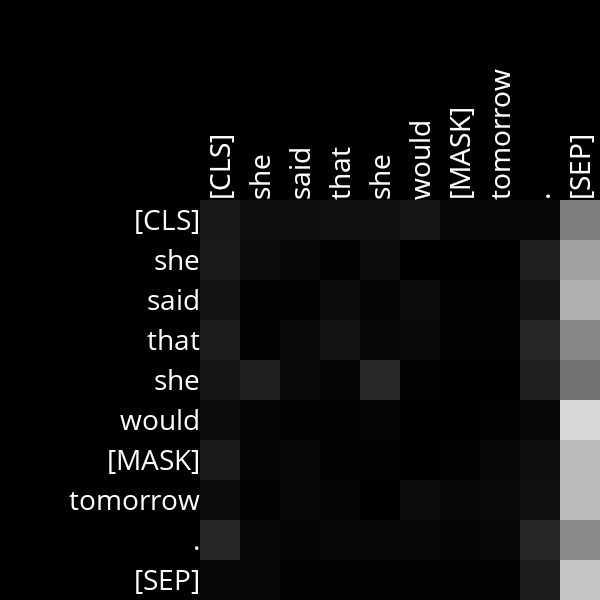 [CLS] she said that she would [MASK] tomorrow . [SEP]
[CLS]
she
said
that
she
would
[MASK]
tomorrow
.
[SEP]